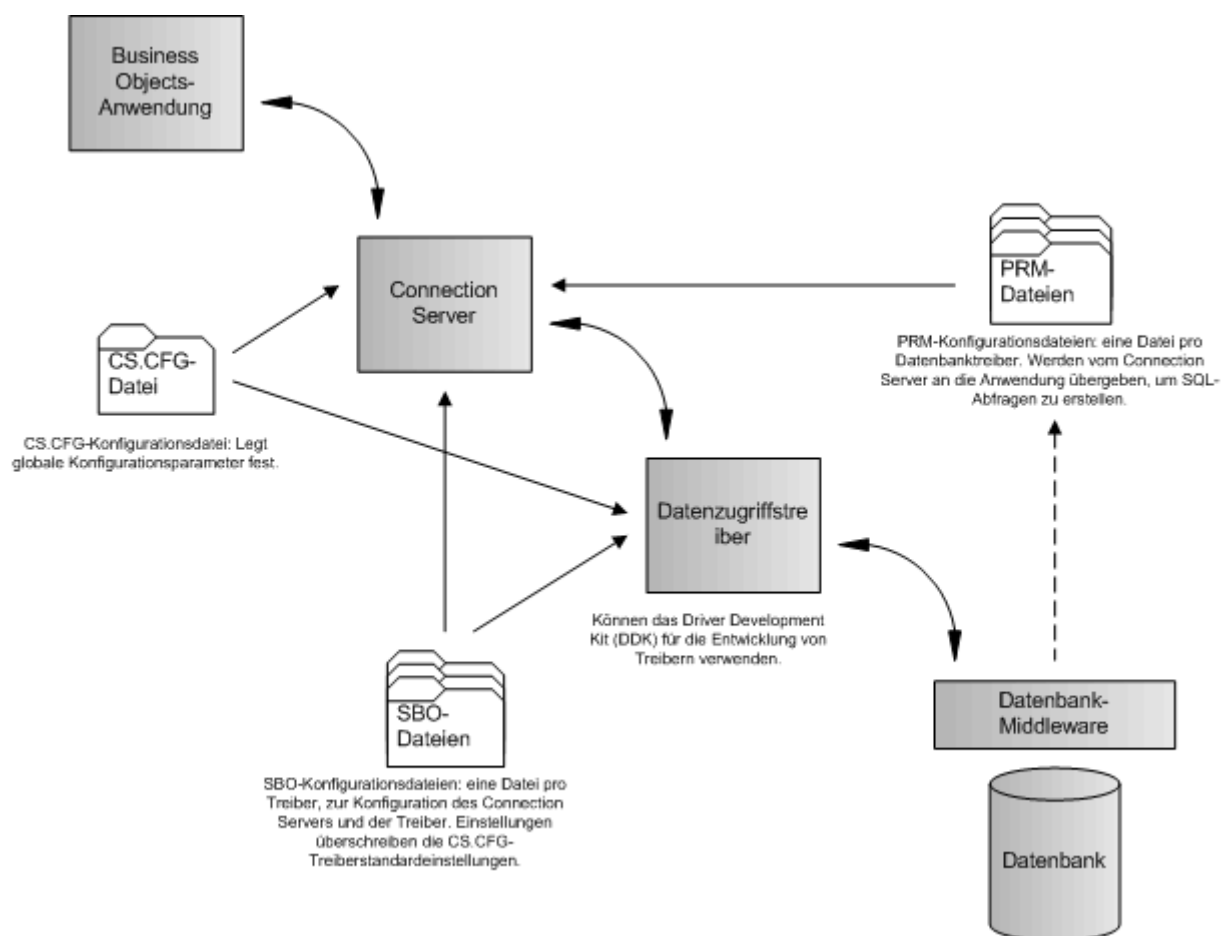 Business
Objects-
Anwendung
Connection
Server
PRM-
Dateien
PRM-Konfigurationsdateien: eine Datei pro
Datenbanktreiber. Werden vom Connection
Server an die Anwendung übergeben, um SQL-
Abfragen zu erstellen.
CS.CFG-
Datei
CS.CFG-Konfigurationsdatei: Legt
globale Konfigurationsparameter fest.
Datenzugriffstre
iber
Können das Driver Development
Kit (DDK) für die Entwicklung von
Treibern verwenden.
SBO-
Dateien
SBO-Konfigurationsdateien: eine Datei pro
Treiber, zur Konfiguration des Connection
Servers und der Treiber. Einstellungen
überschreiben die CS.CFG-
Treiberstandardeinstellungen.
Datenbank-
Middleware
Datenbank